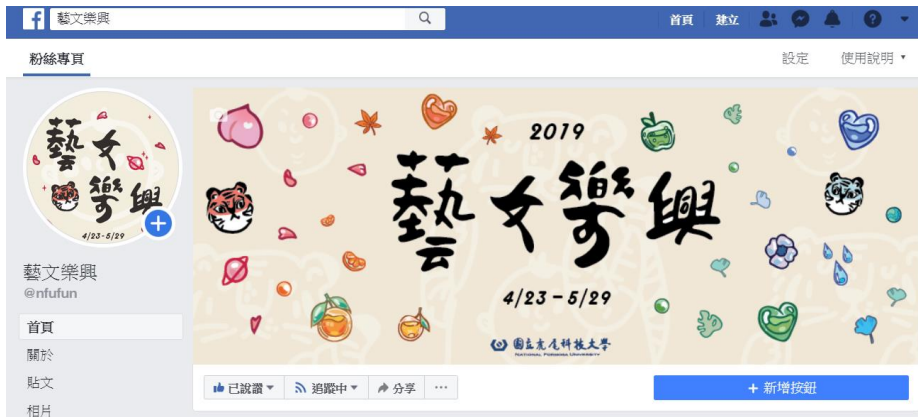 藝文樂興
首頁 建立
粉絲專頁
設定 使用說明
藝文樂興
4/23-5/29
2019
藝文樂興
4/23-5/29
國立虎尾科技大學
NATIONAL FORMOSA UNIVERSITY
藝文樂興
@nfufun
首頁
關於
貼文
相片
已說讚 追蹤中 分享 ...
+ 新增按鈕